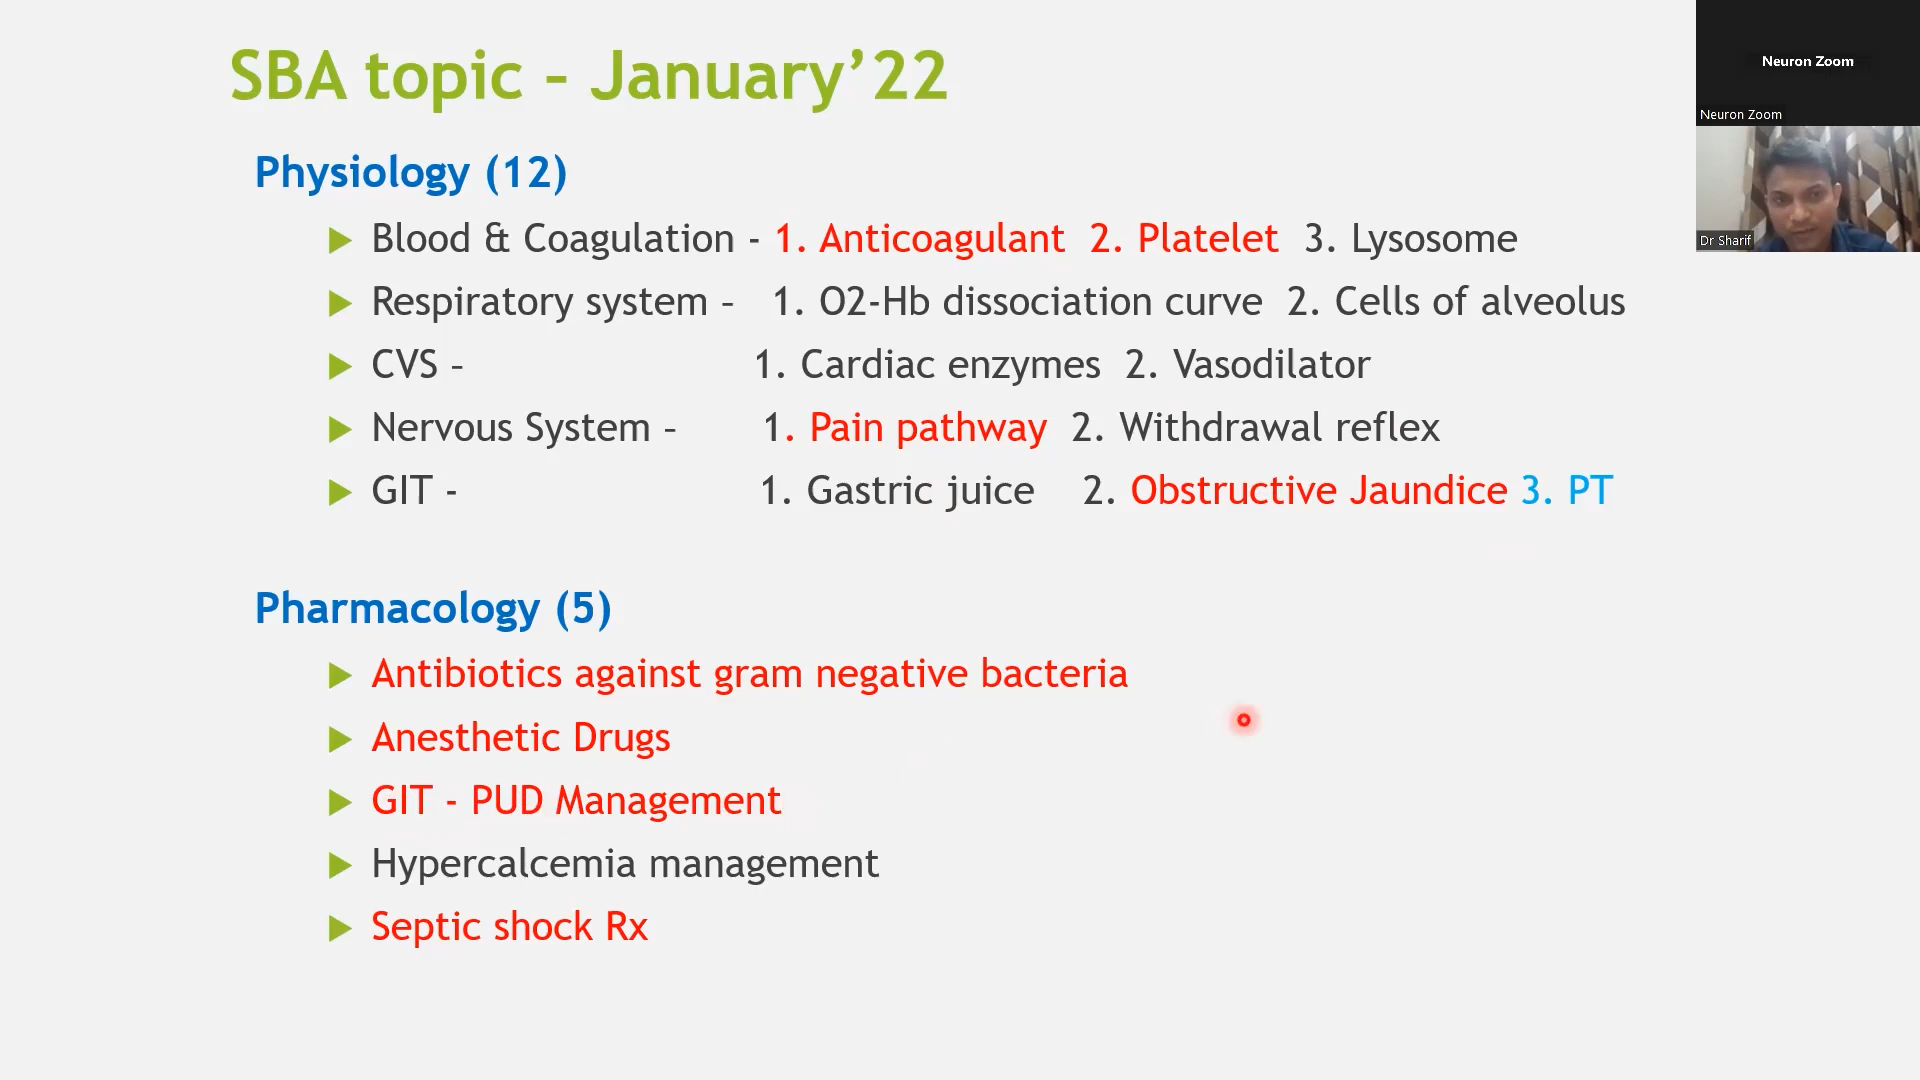 SBA topic – January’22
Physiology (12)
Blood & Coagulation - 1. Anticoagulant 2. Platelet 3. Lysosome
Respiratory system – 1. O2-Hb dissociation curve 2. Cells of alveolus
CVS – 1. Cardiac enzymes 2. Vasodilator
Nervous System – 1. Pain pathway 2. Withdrawal reflex
GIT - 1. Gastric juice 2. Obstructive Jaundice 3. PT
Pharmacology (5)
Antibiotics against gram negative bacteria
Anesthetic Drugs
GIT - PUD Management
Hypercalcemia management
Septic shock Rx
Neuron Zoom
Neuron Zoom
Dr Sharif